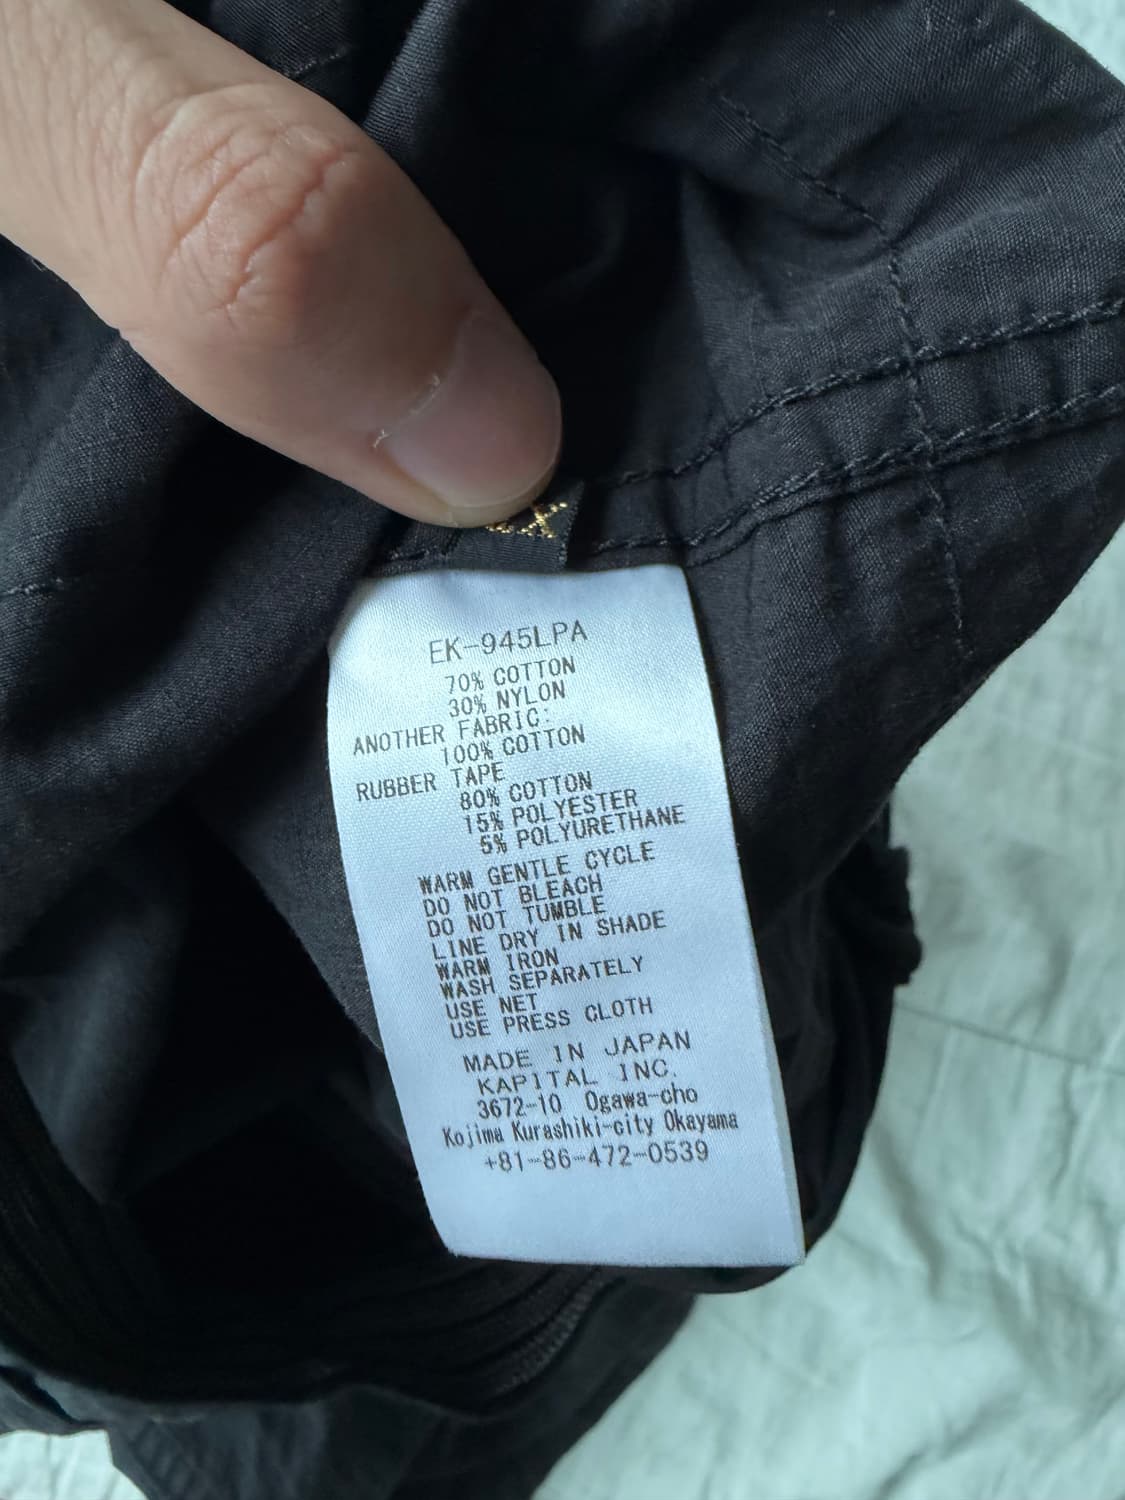 EK-945LPA
70% COTTON
30% NYLON
ANOTHER FABRIC:
100% COTTON
RUBBER TAPE
80% COTTON
15% POLYESTER
5% POLYURETHANE
WARM GENTLE CYCLE
DO NOT BLEACH
DO NOT TUMBLE
LINE DRY IN SHADE
WARM IRON
WASH SEPARATELY
USE NET
USE PRESS CLOTH
MADE IN JAPAN
KAPITAL INC.
3672-10 Ogawa-cho
Kojima Kurashiki-city Okayama
+81-86-472-0539